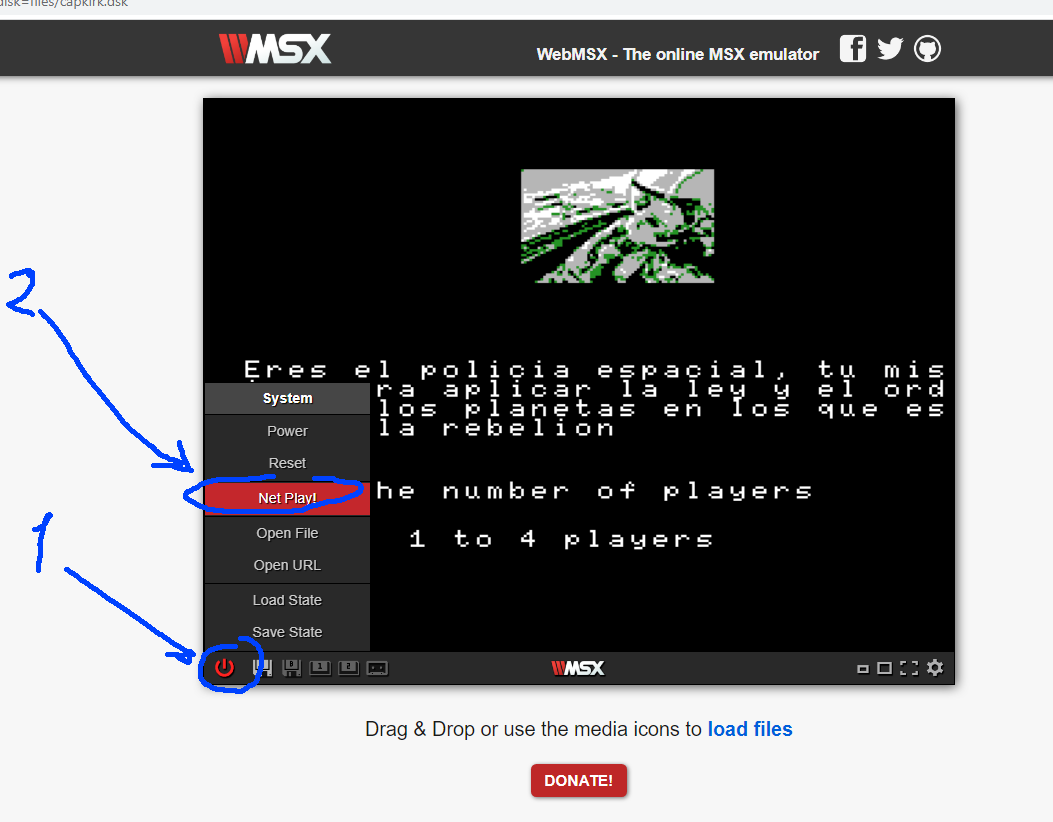 disk=files/capkirk.dsk
MSX
WebMSX - The online MSX emulator
2
Eres el policia espacial, tu mis
ra aplicar la ley y el ord
los planetas en los que es
la rebelion
System
Power
Reset
Net Play!
he number of players
1
Open File
1 to 4 players
Open URL
Load State
Save State
MSX
Drag & Drop or use the media icons to load files
DONATE!